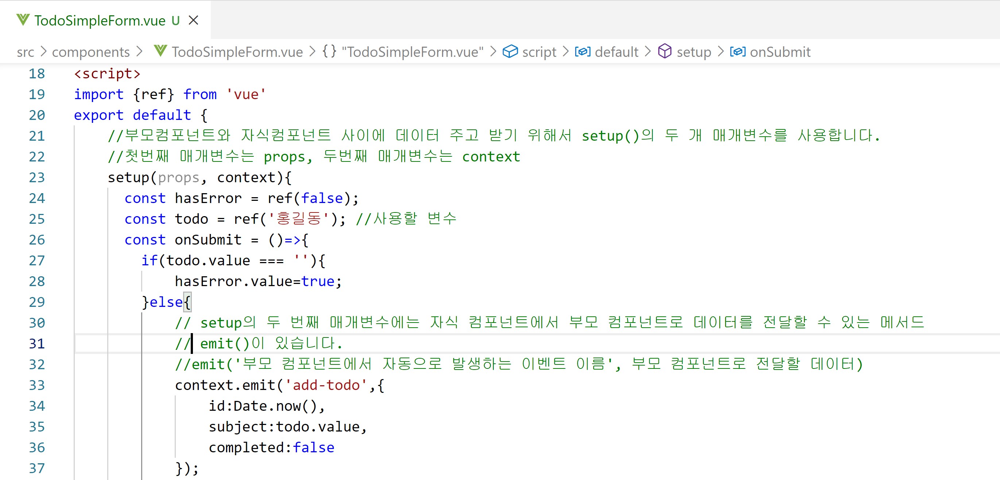 TodoSimpleForm.vue U ×
src > components > TodoSimpleForm.vue > {} "TodoSimpleForm.vue" > script > default > setup > onSubmit
18 <script>
19 import {ref} from 'vue'
20 export default {
21 //부모컴포넌트와 자식컴포넌트 사이에 데이터 주고 받기 위해서 setup()의 두 개 매개변수를 사용합니다.
22 //첫번째 매개변수는 props, 두번째 매개변수는 context
23 setup(props, context){
24 const hasError = ref(false);
25 const todo = ref('홍길동'); //사용할 변수
26 const onSubmit = ()=>{
27 if(todo.value === ''){
28 hasError.value=true;
29 }else{
30 // setup의 두 번째 매개변수에는 자식 컴포넌트에서 부모 컴포넌트로 데이터를 전달할 수 있는 메서드
31 // emit()이 있습니다.
32 //emit('부모 컴포넌트에서 자동으로 발생하는 이벤트 이름', 부모 컴포넌트로 전달할 데이터)
33 context.emit('add-todo',{
34 id:Date.now(),
35 subject:todo.value,
36 completed:false
37 });